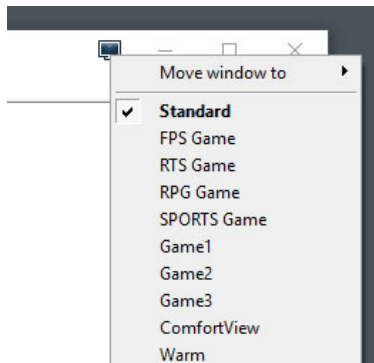 Move window to
Standard
FPS Game
RTS Game
RPG Game
SPORTS Game
Game1
Game2
Game3
ComfortView
Warm